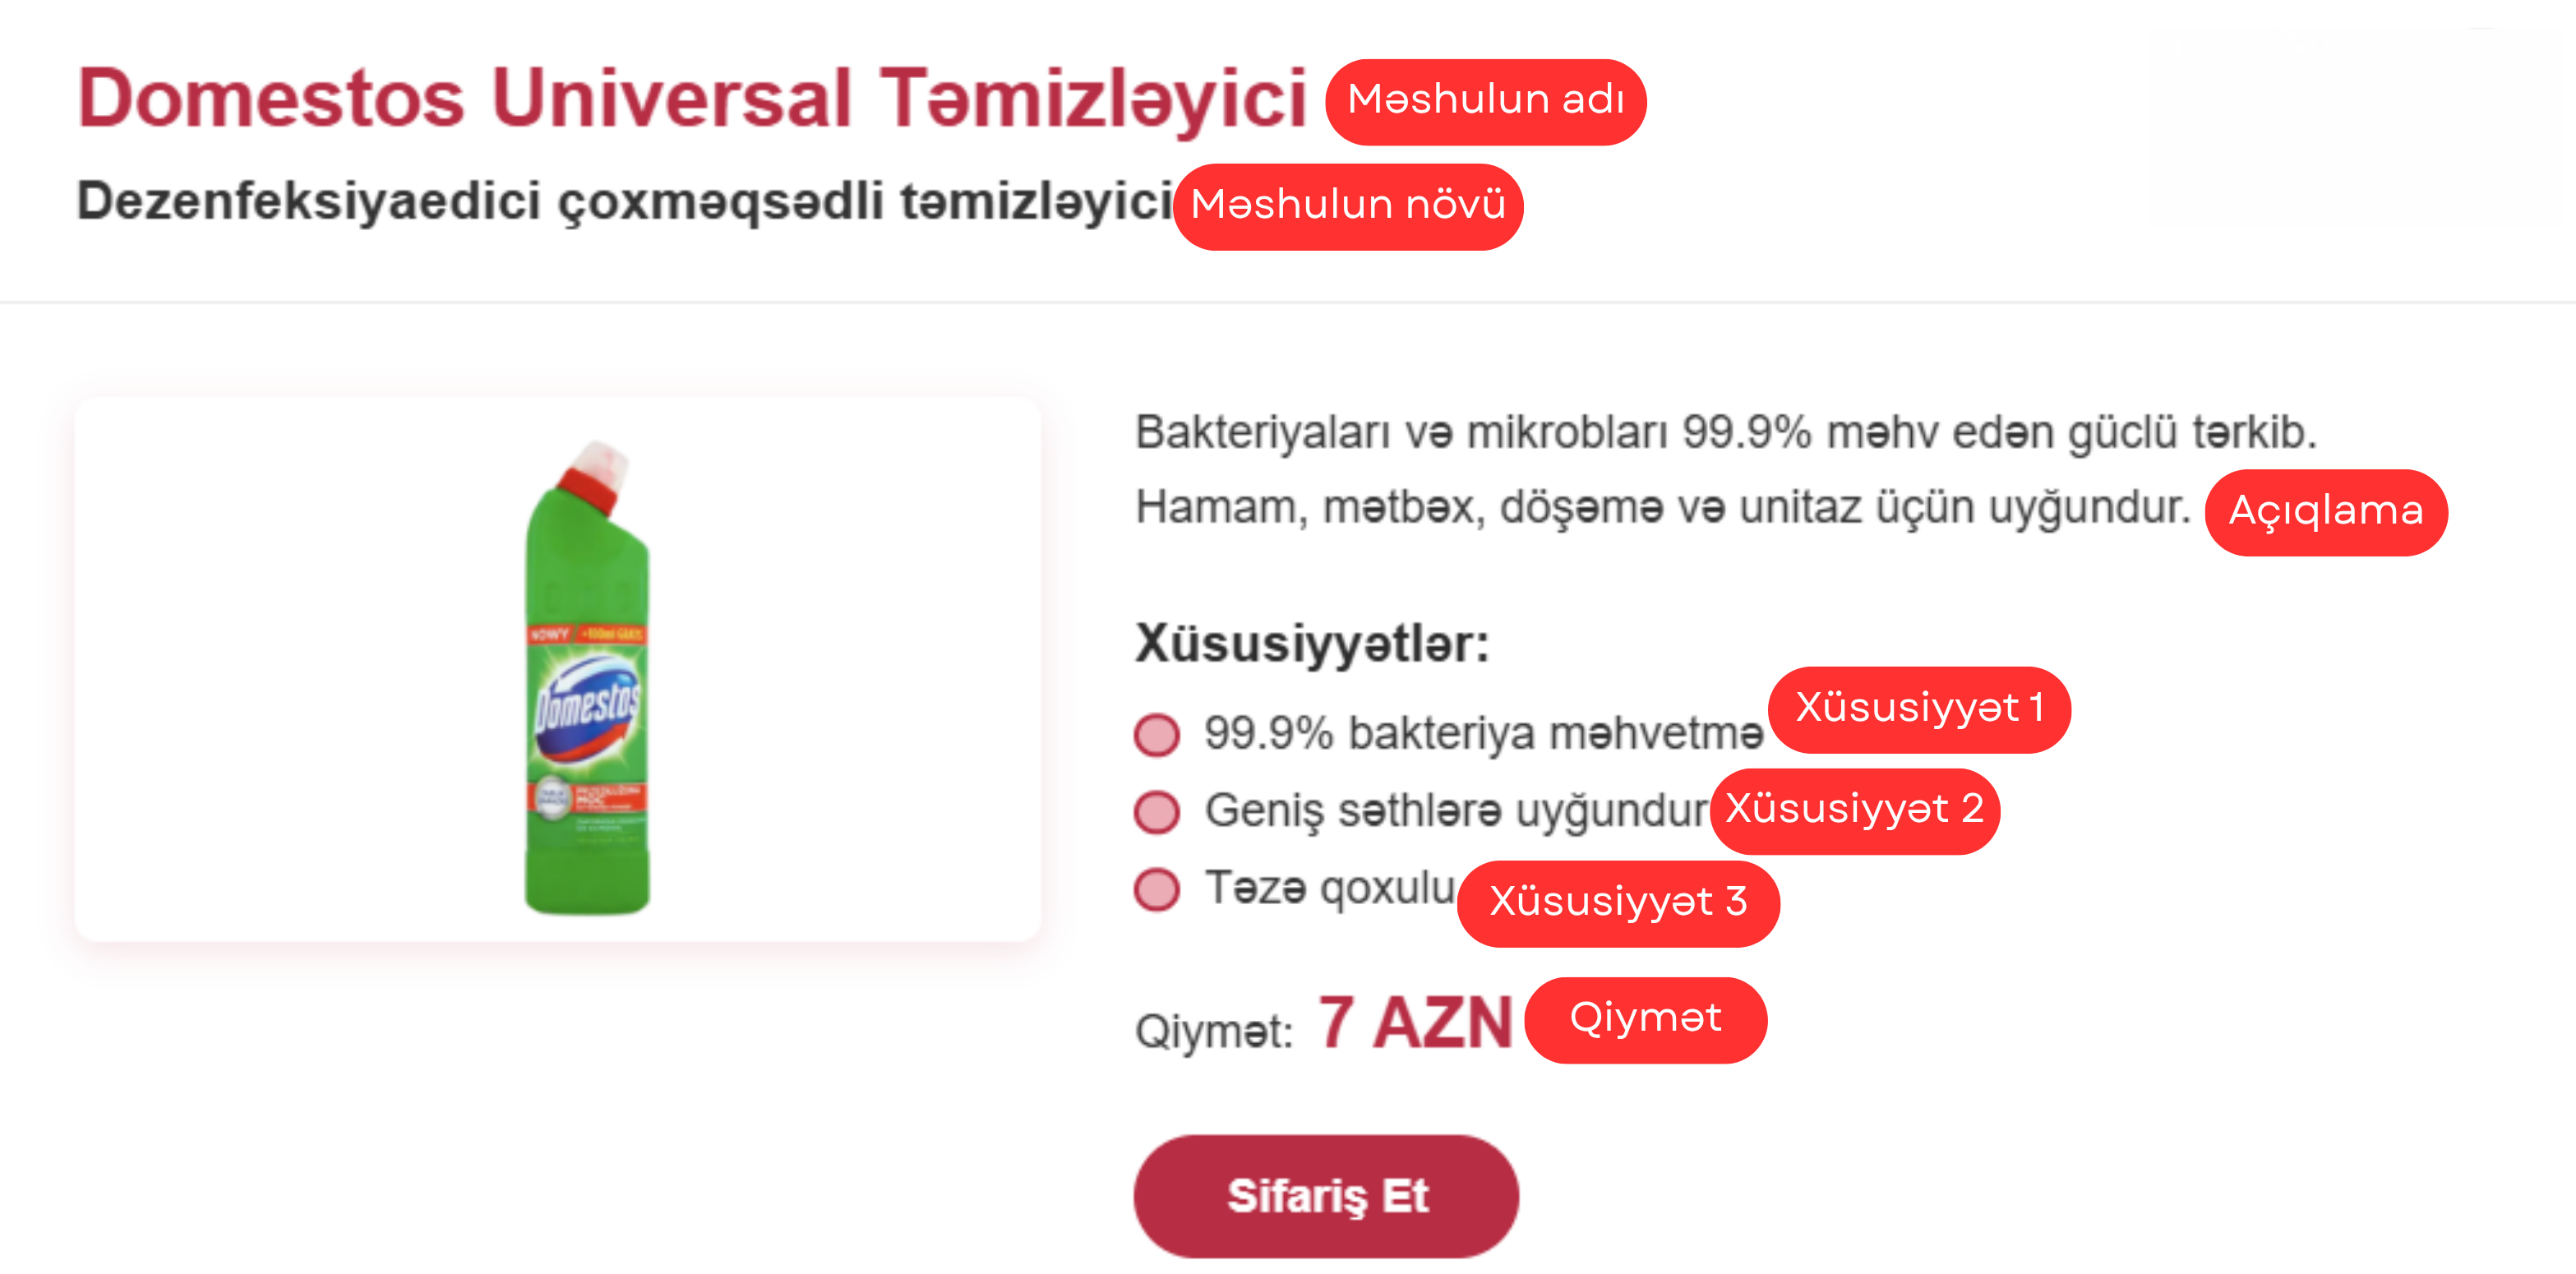 Domestos Universal Təmizləyici Məshulun adı
Dezenfeksiyaedici çoxməqsədli təmizləyici Məshulun növü
Bakteriyaları və mikrobları 99.9% məhv edən güclü tərkib.
Hamam, mətbəx, döşəmə və unitaz üçün uyğundur. Açıqlama
NOWY +100ml GRATIS
Domestos
MOC
Xüsusiyyətlər:
99.9% bakteriya məhvetmə Xüsusiyyət 1
Geniş səthlərə uyğundur Xüsusiyyət 2
Təzə qoxulu Xüsusiyyət 3
Qiymət: 7 AZN Qiymət
Sifariş Et